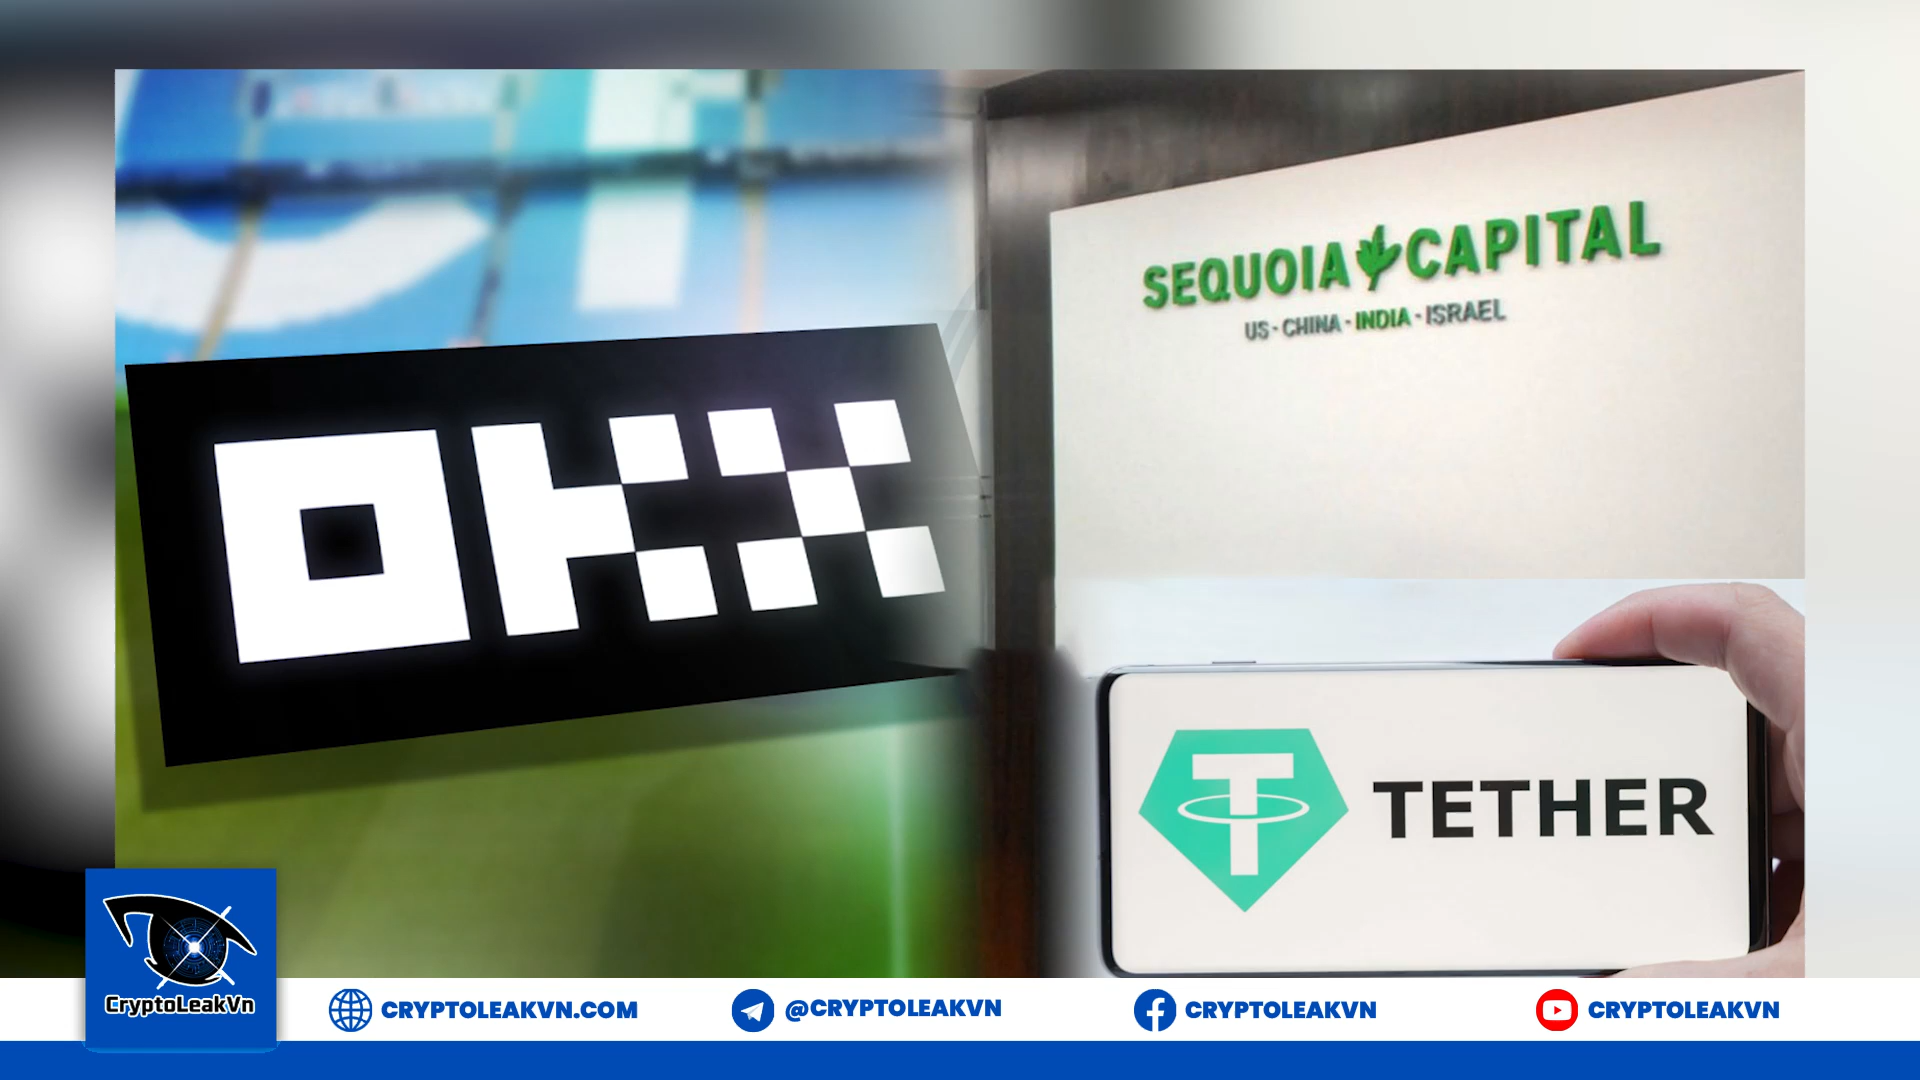 OKX
SEQUOIA CAPITAL
US - CHINA - INDIA - ISRAEL
TETHER
CryptoLeakVn
CRYPTOLEAKVN.COM
@CRYPTOLEAKVN
CRYPTOLEAKVN
CRYPTOLEAKVN